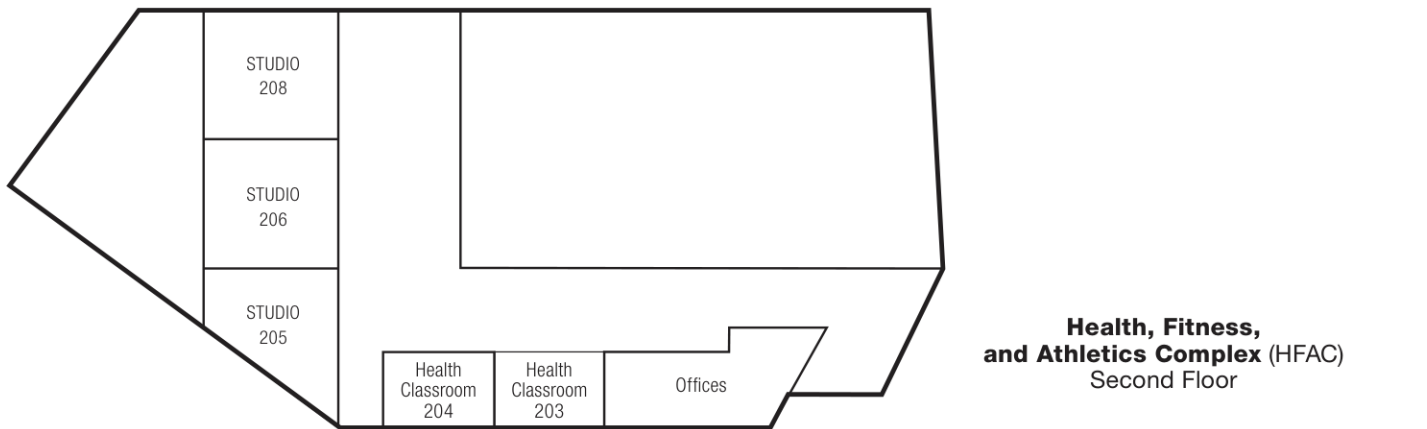 STUDIO
208
STUDIO
206
STUDIO
205
Health
Classroom
204
Health
Classroom
203
Offices
Health, Fitness,
and Athletics Complex (HFAC)
Second Floor